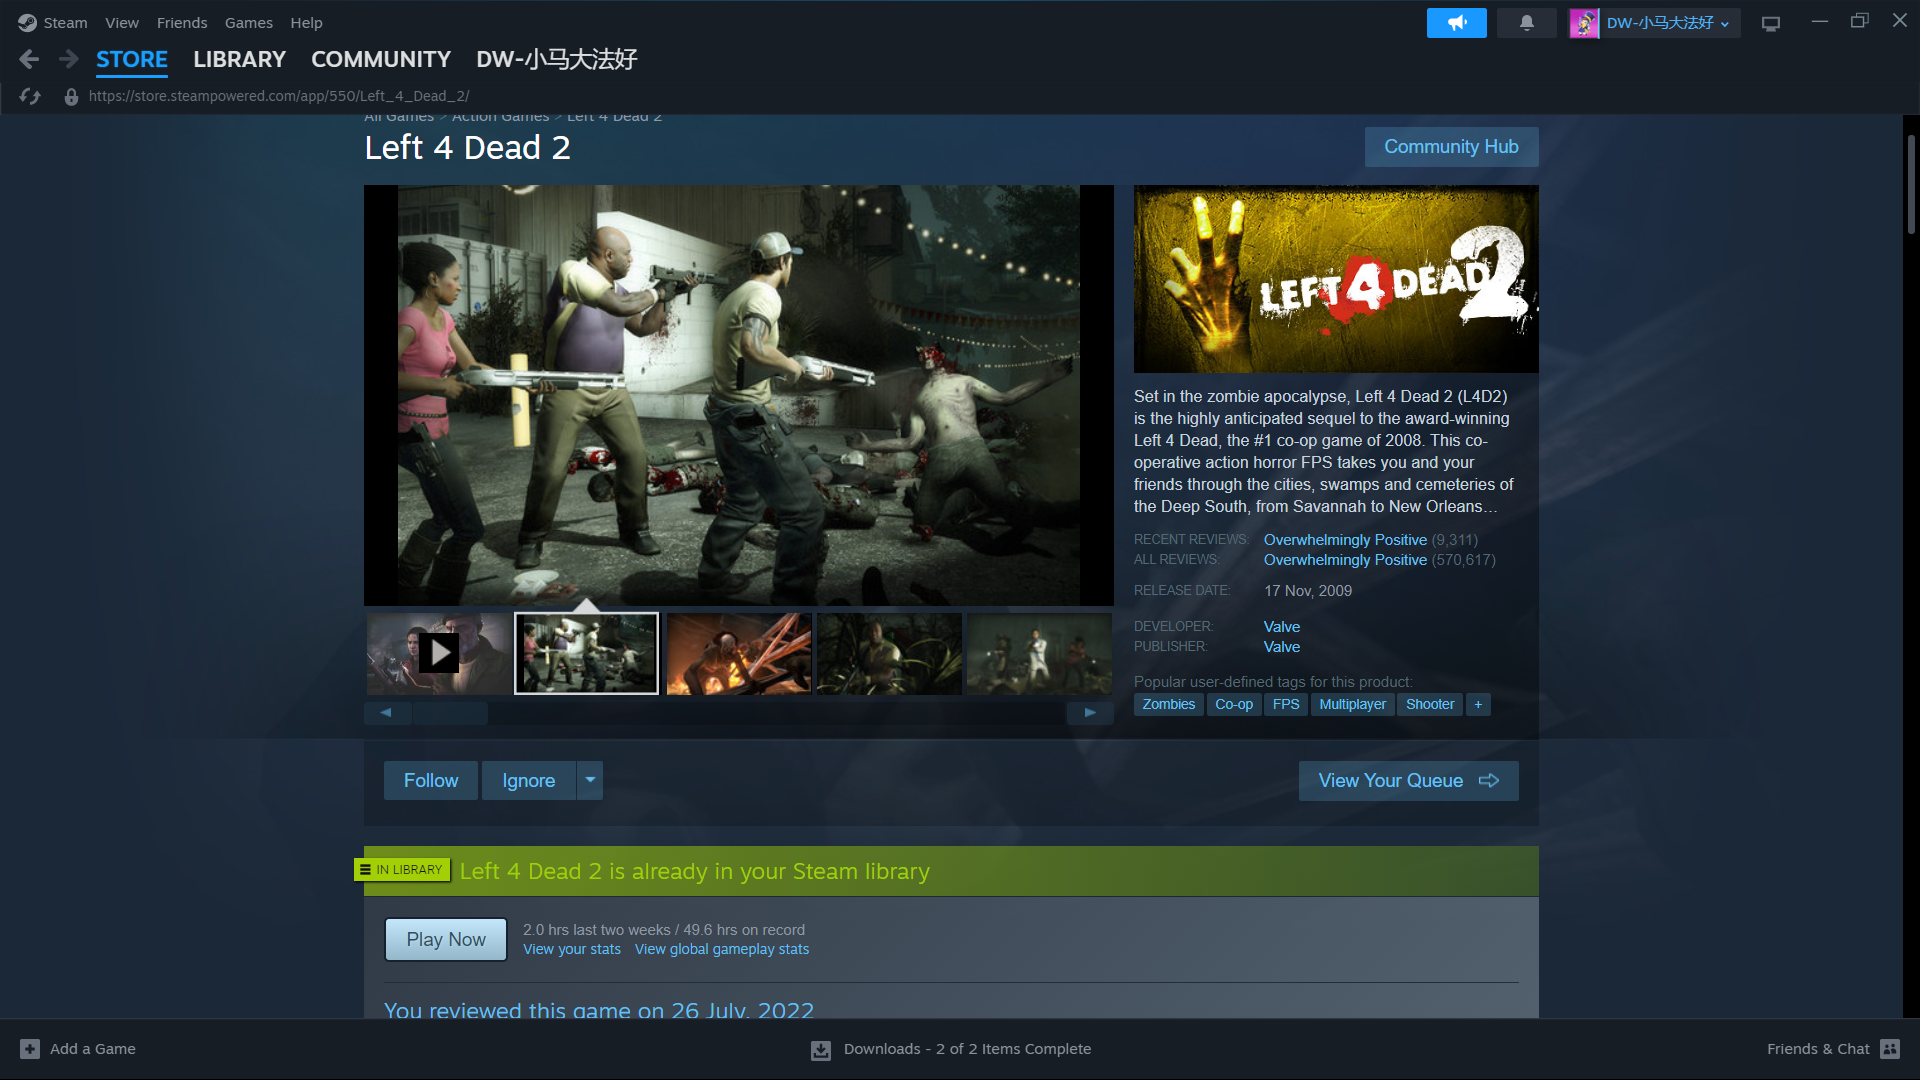 Steam View Friends Games Help DW-小马大法好
STORE LIBRARY COMMUNITY DW-小马大法好
https://store.steampowered.com/app/550/Left_4_Dead_2/
All Games > Action Games > Left 4 Dead 2
Left 4 Dead 2
Community Hub
LEFT 4 DEAD 2
Set in the zombie apocalypse, Left 4 Dead 2 (L4D2)
is the highly anticipated sequel to the award-winning
Left 4 Dead, the #1 co-op game of 2008. This co-
operative action horror FPS takes you and your
friends through the cities, swamps and cemeteries of
the Deep South, from Savannah to New Orleans...
RECENT REVIEWS: Overwhelmingly Positive (9,311)
ALL REVIEWS: Overwhelmingly Positive (570,617)
RELEASE DATE: 17 Nov, 2009
DEVELOPER: Valve
PUBLISHER: Valve
Popular user-defined tags for this product:
Zombies Co-op FPS Multiplayer Shooter +
Follow Ignore View Your Queue
IN LIBRARY Left 4 Dead 2 is already in your Steam library
Play Now 2.0 hrs last two weeks / 49.6 hrs on record
View your stats View global gameplay stats
You reviewed this game on 26 July, 2022
Add a Game Downloads - 2 of 2 Items Complete Friends & Chat